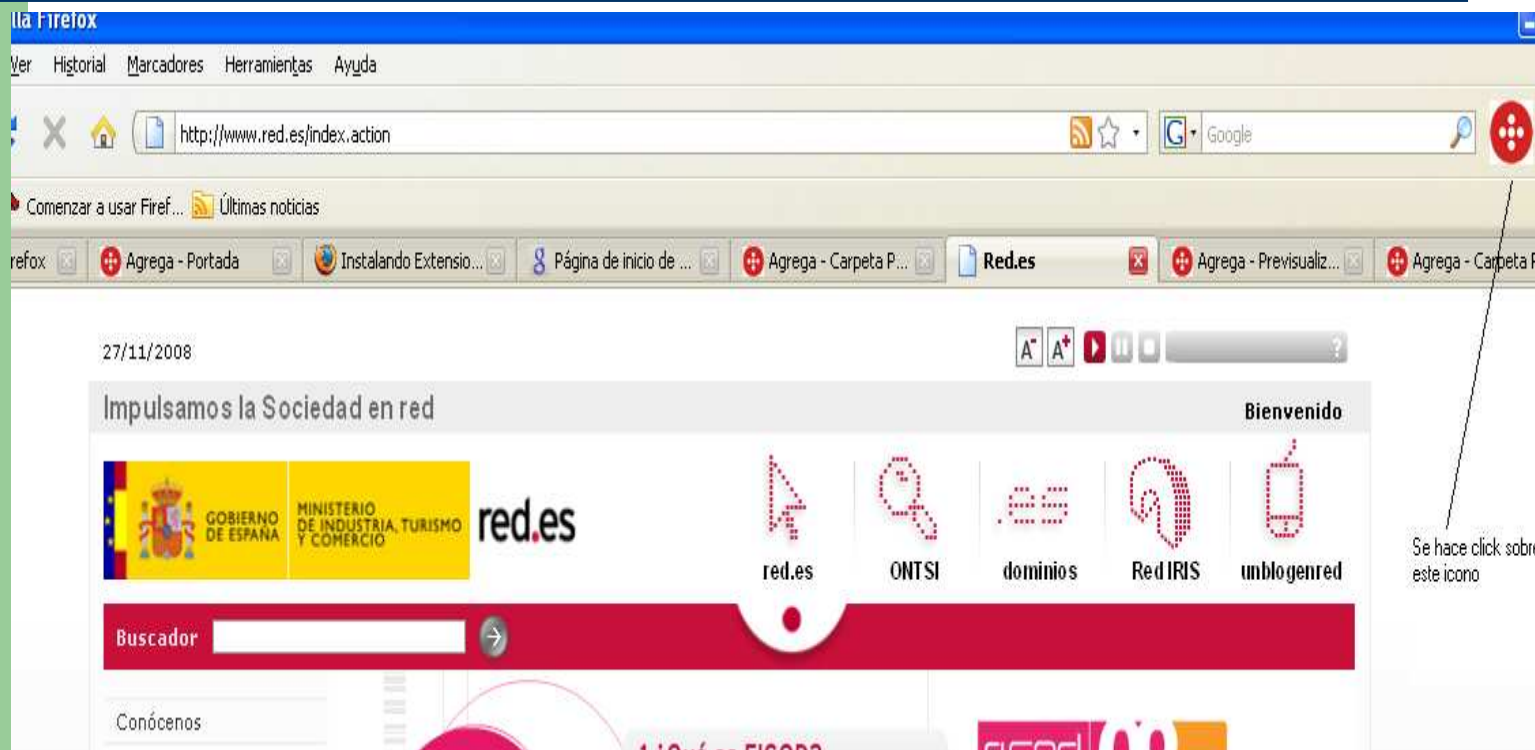 lla Firefox
Ver Historial Marcadores Herramientas Ayuda
http://www.red.es/index.action
G Google
Comenzar a usar Firef... Últimas noticias
refox Agrega - Portada Instalando Extensio... Página de inicio de ... Agrega - Carpeta P... Red.es Agrega - Previsualiz... Agrega - Carpeta P
27/11/2008
A- A+ ?
Impulsamos la Sociedad en red Bienvenido
GOBIERNO DE ESPAÑA
MINISTERIO DE INDUSTRIA, TURISMO Y COMERCIO
red.es
.es
red.es ONTSI dominios Red IRIS unblogenred
Se hace click sobre
este icono
Buscador
Conócenos